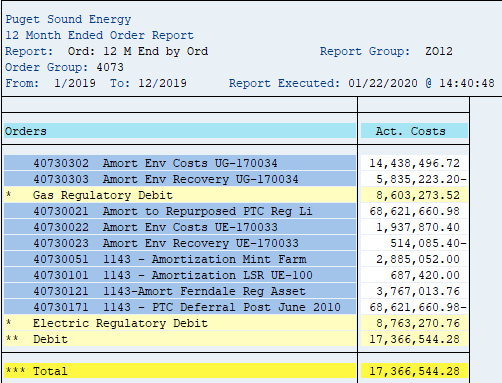 Puget Sound Energy
12 Month Ended Order Report
Report: Ord: 12 M End by Ord Report Group: ZO12
Order Group: 4073
From: 1/2019 To: 12/2019 Report Executed: 01/22/2020 @ 14:40:48
Orders Act. Costs
40730302 Amort Env Costs UG-170034 14,438,496.72
40730303 Amort Env Recovery UG-170034 5,835,223.20-
* Gas Regulatory Debit 8,603,273.52
40730021 Amort to Repurposed PTC Reg Li 68,621,660.98
40730022 Amort Env Costs UE-170033 1,937,870.40
40730023 Amort Env Recovery UE-170033 514,085.40-
40730051 1143 - Amortization Mint Farm 2,885,052.00
40730101 1143 - Amortization LSR UE-100 687,420.00
40730121 1143-Amort Ferndale Reg Asset 3,767,013.76
40730171 1143 - PTC Deferral Post June 2010 68,621,660.98-
* Electric Regulatory Debit 8,763,270.76
** Debit 17,366,544.28
*** Total 17,366,544.28